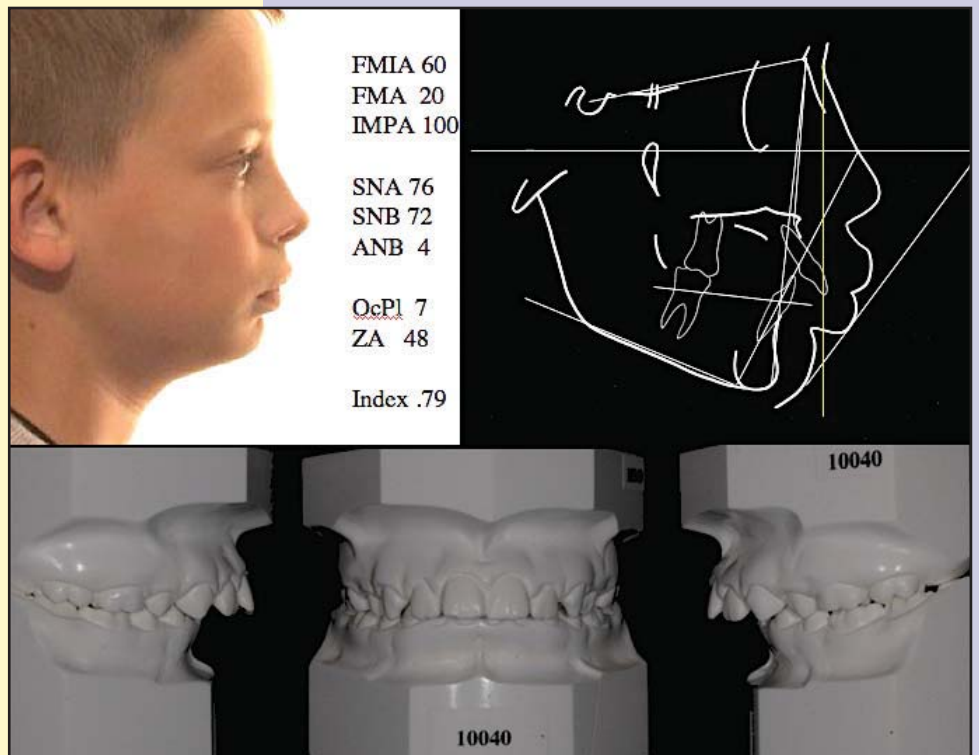 FMIA 60
FMA 20
IMPA 100
SNA 76
SNB 72
ANB 4
OcPl 7
ZA 48
Index .79
10040
10040